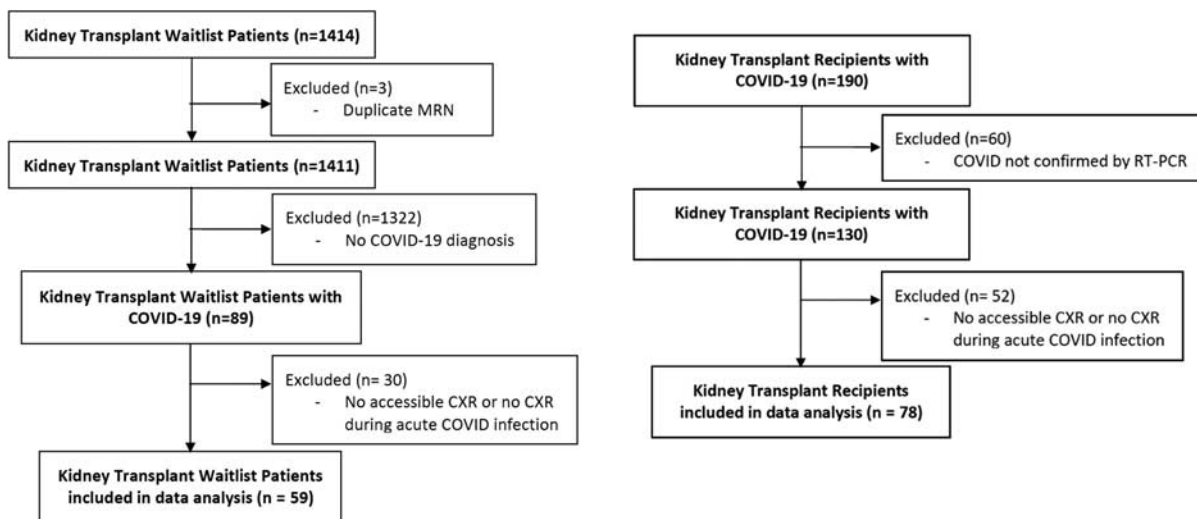 Kidney Transplant Waitlist Patients (n=1414)
Excluded (n=3)
- Duplicate MRN
Kidney Transplant Waitlist Patients (n=1411)
Excluded (n=1322)
- No COVID-19 diagnosis
Kidney Transplant Waitlist Patients with
COVID-19 (n=89)
Excluded (n= 30)
- No accessible CXR or no CXR
during acute COVID infection
Kidney Transplant Waitlist Patients
included in data analysis (n = 59)
Kidney Transplant Recipients with
COVID-19 (n=190)
Excluded (n=60)
- COVID not confirmed by RT-PCR
Kidney Transplant Recipients with
COVID-19 (n=130)
Excluded (n= 52)
- No accessible CXR or no CXR
during acute COVID infection
Kidney Transplant Recipients
included in data analysis (n = 78)